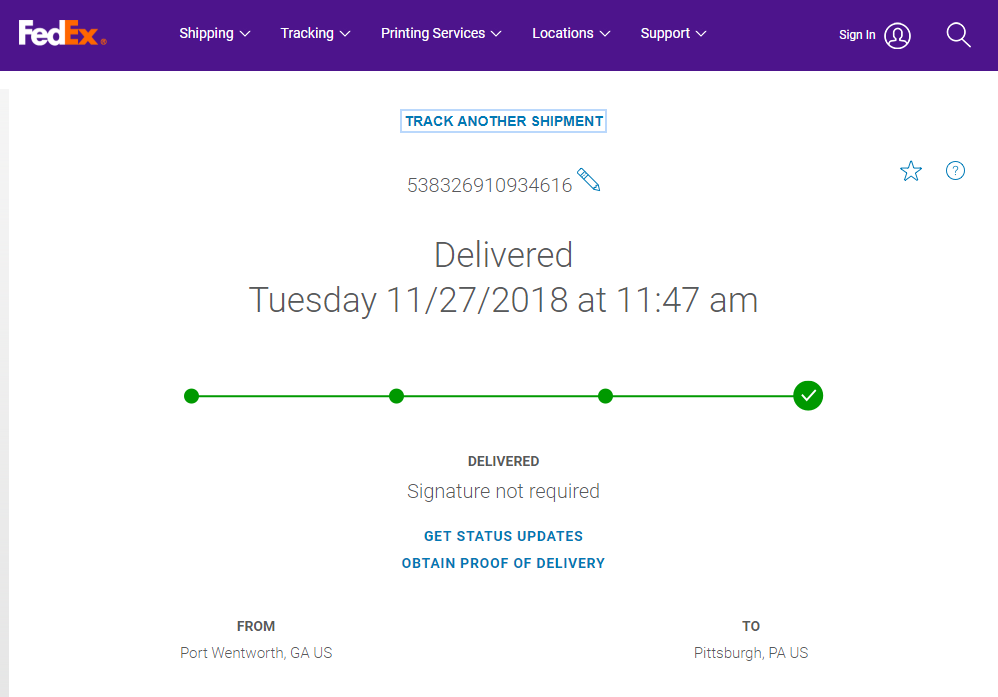 FedEx®
Shipping
Tracking
Printing Services
Locations
Support
Sign In
TRACK ANOTHER SHIPMENT
538326910934616
?
Delivered
Tuesday 11/27/2018 at 11:47 am
DELIVERED
Signature not required
GET STATUS UPDATES
OBTAIN PROOF OF DELIVERY
FROM
Port Wentworth, GA US
TO
Pittsburgh, PA US